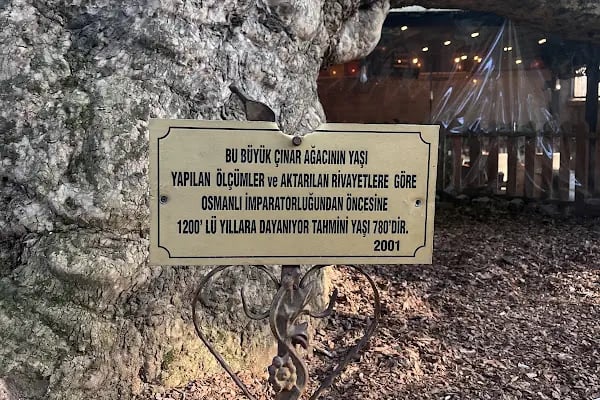 BU BÜYÜK ÇINAR AĞACININ YAŞI
YAPILAN ÖLÇÜMLER ve AKTARILAN RİVAYETLERE GÖRE
OSMANLI İMPARATORLUĞUNDAN ÖNCESİNE
1200' LÜ YILLARA DAYANIYOR TAHMİNİ YAŞI 780'DİR.
2001